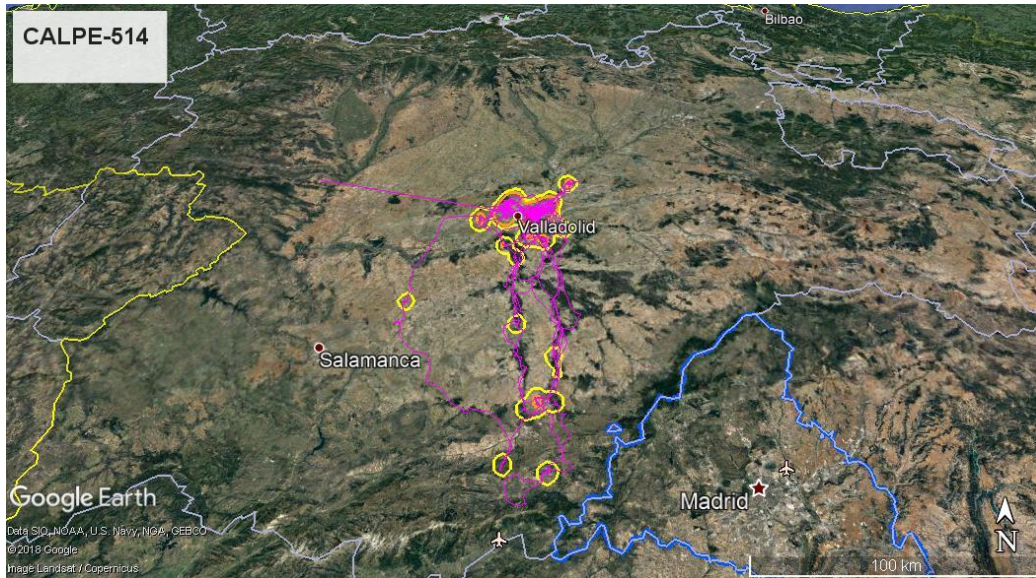 CALPE-514
Bilbao
Valladolid
Salamanca
Madrid
Google Earth
Data SIO, NOAA, U.S. Navy, NGA, GEBCO
©2018 Google
Image Landsat / Copernicus
N
100 km